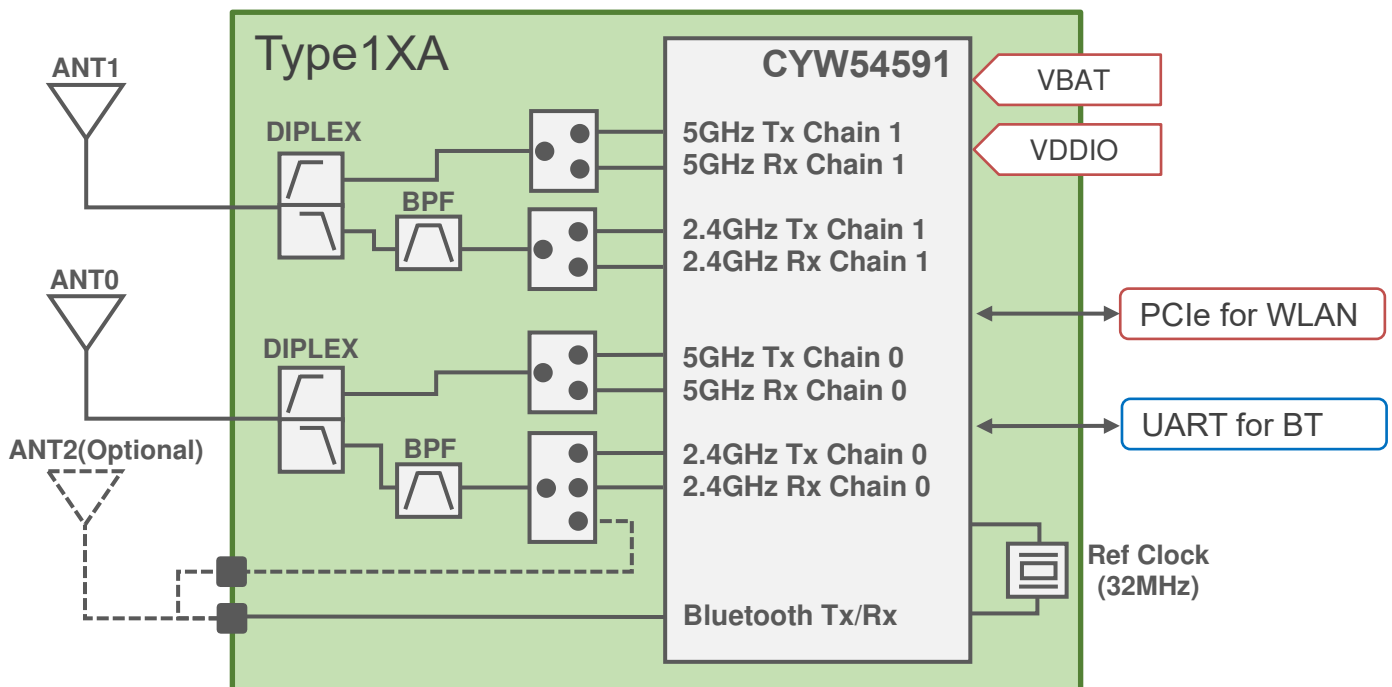 Type1XA
CYW54591
ANT1
VBAT
DIPLEX
5GHz Tx Chain 1
VDDIO
5GHz Rx Chain 1
BPF
2.4GHz Tx Chain 1
2.4GHz Rx Chain 1
ANT0
PCIe for WLAN
DIPLEX
5GHz Tx Chain 0
5GHz Rx Chain 0
UART for BT
ANT2(Optional)
BPF
2.4GHz Tx Chain 0
2.4GHz Rx Chain 0
Ref Clock
(32MHz)
Bluetooth Tx/Rx